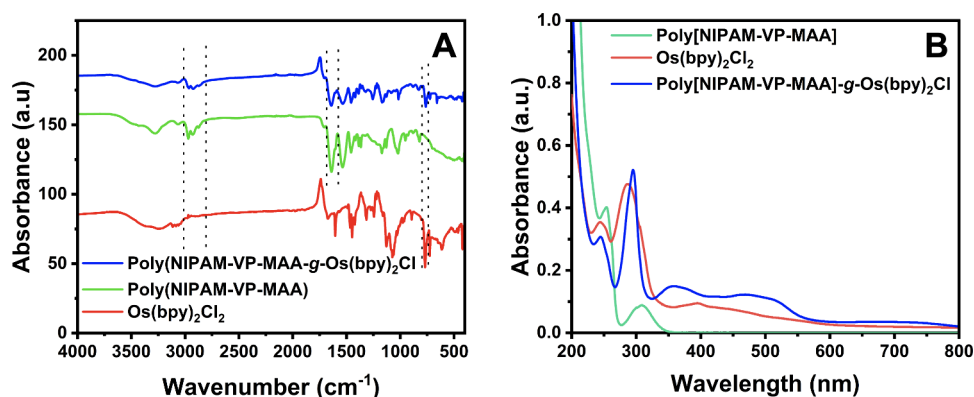 A
200
150
100
50
0
Absorbance (a.u)
Poly(NIPAM-VP-MAA-g-Os(bpy)₂Cl
Poly(NIPAM-VP-MAA)
Os(bpy)₂Cl₂
4000 3500 3000 2500 2000 1500 1000 500
Wavenumber (cm⁻¹)
B
1.0
0.8
0.6
0.4
0.2
0.0
Absorbance (a.u.)
Poly[NIPAM-VP-MAA]
Os(bpy)₂Cl₂
Poly[NIPAM-VP-MAA]-g-Os(bpy)₂Cl
200 300 400 500 600 700 800
Wavelength (nm)